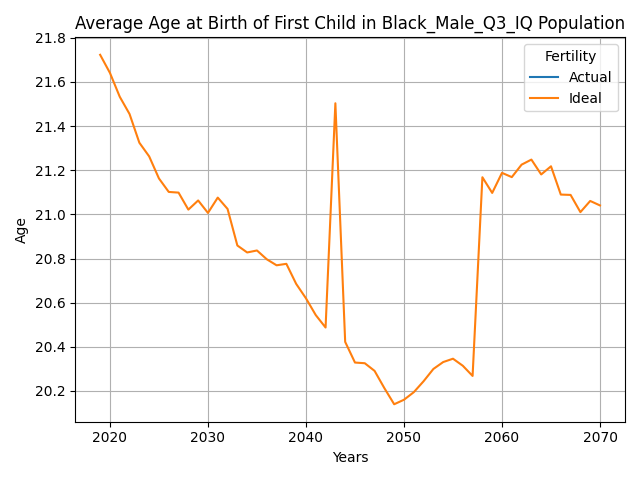 Average Age at Birth of First Child in Black_Male_Q3_IQ Population
Fertility
Actual
Ideal
Age
21.8
21.6
21.4
21.2
21.0
20.8
20.6
20.4
20.2
2020 2030 2040 2050 2060 2070
Years